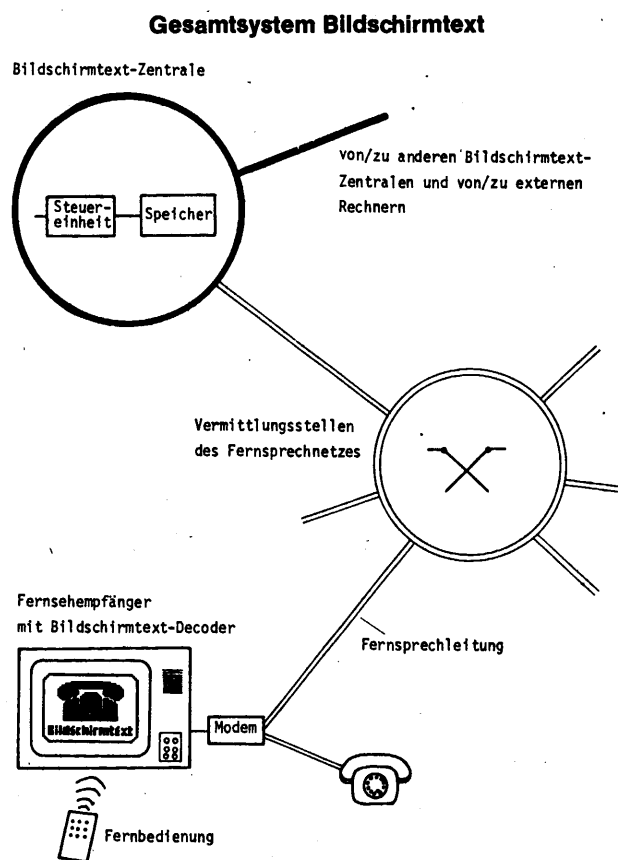 Gesamtsystem Bildschirmtext
Bildschirmtext-Zentrale
von/zu anderen Bildschirmtext-
Zentralen und von/zu externen
Rechnern
Steuer-
einheit
Speicher
Vermittlungsstellen
des Fernsprechnetzes
Fernsehempfänger
mit Bildschirmtext-Decoder
Fernsprechleitung
Bildschirmtext
Modem
Fernbedienung